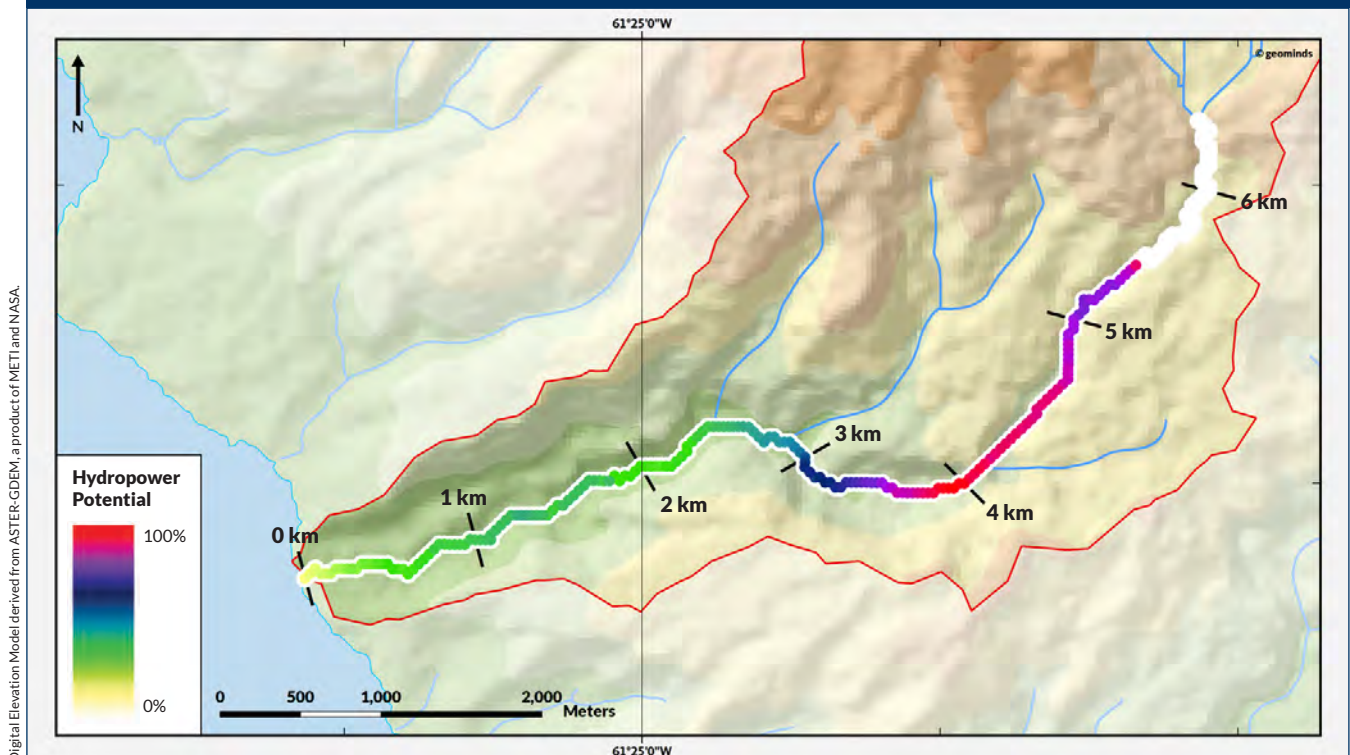 61°25'0"W
© geominds
N
6 km
5 km
3 km
4 km
2 km
1 km
0 km
Hydropower
Potential
100%
0%
0 500 1,000 2,000
Meters
61°25'0"W
Digital Elevation Model derived from ASTER-GDEM, a product of METI and NASA.